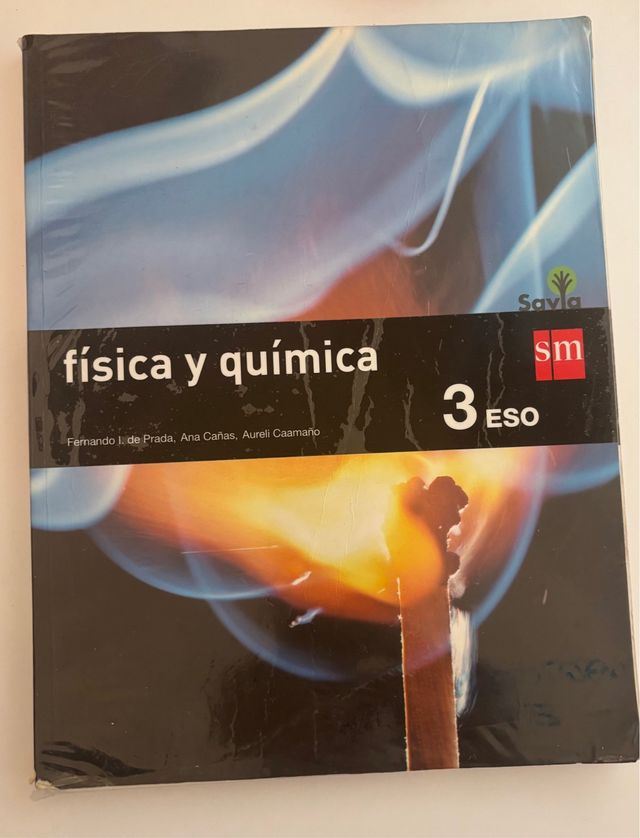 Savia
sm
física y química
3 ESO
Fernando I. de Prada, Ana Cañas, Aureli Caamaño